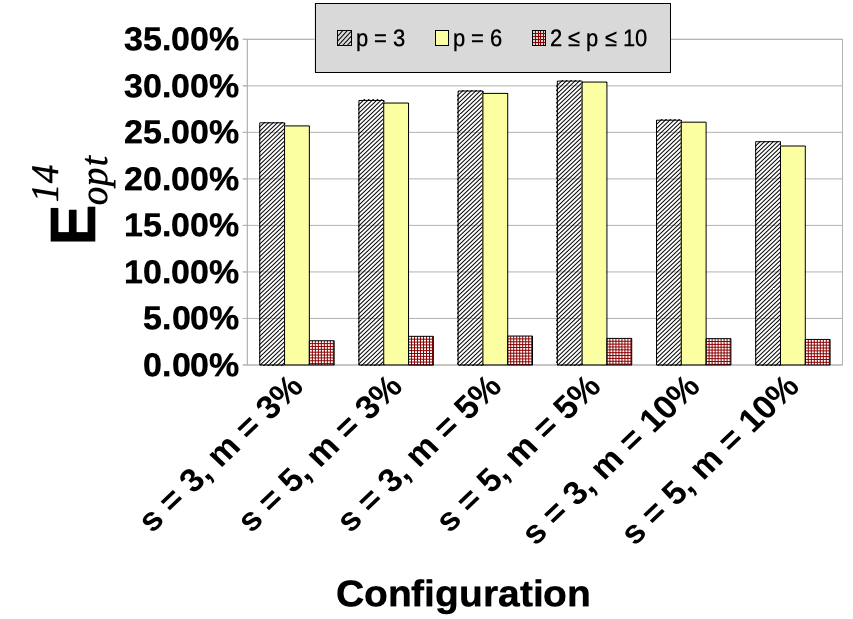 p = 3 p = 6 2 ≤ p ≤ 10
35.00%
30.00%
25.00%
20.00%
15.00%
10.00%
5.00%
0.00%
E 14 opt
s = 3, m = 3%
s = 5, m = 3%
s = 3, m = 5%
s = 5, m = 5%
s = 3, m = 10%
s = 5, m = 10%
Configuration